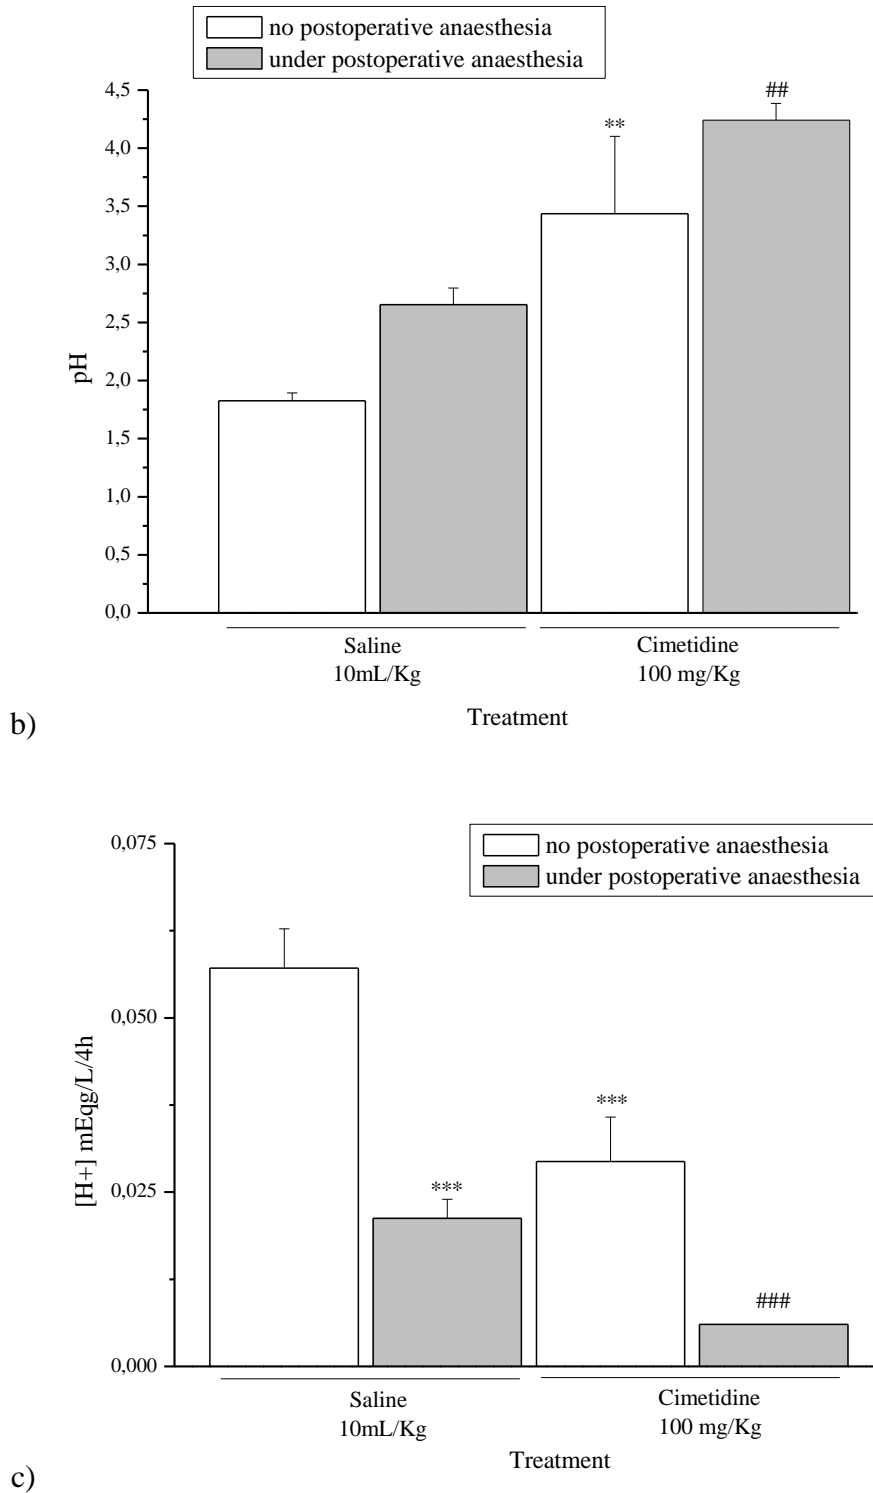 no postoperative anaesthesia
under postoperative anaesthesia
4,5
4,0
3,5
3,0
2,5
2,0
1,5
1,0
0,5
0,0
pH
**
##
Saline
10mL/Kg
Cimetidine
100 mg/Kg
Treatment
b)
no postoperative anaesthesia
under postoperative anaesthesia
0,075
0,050
0,025
0,000
[H+] mEqg/L/4h
***
***
###
Saline
10mL/Kg
Cimetidine
100 mg/Kg
Treatment
c)